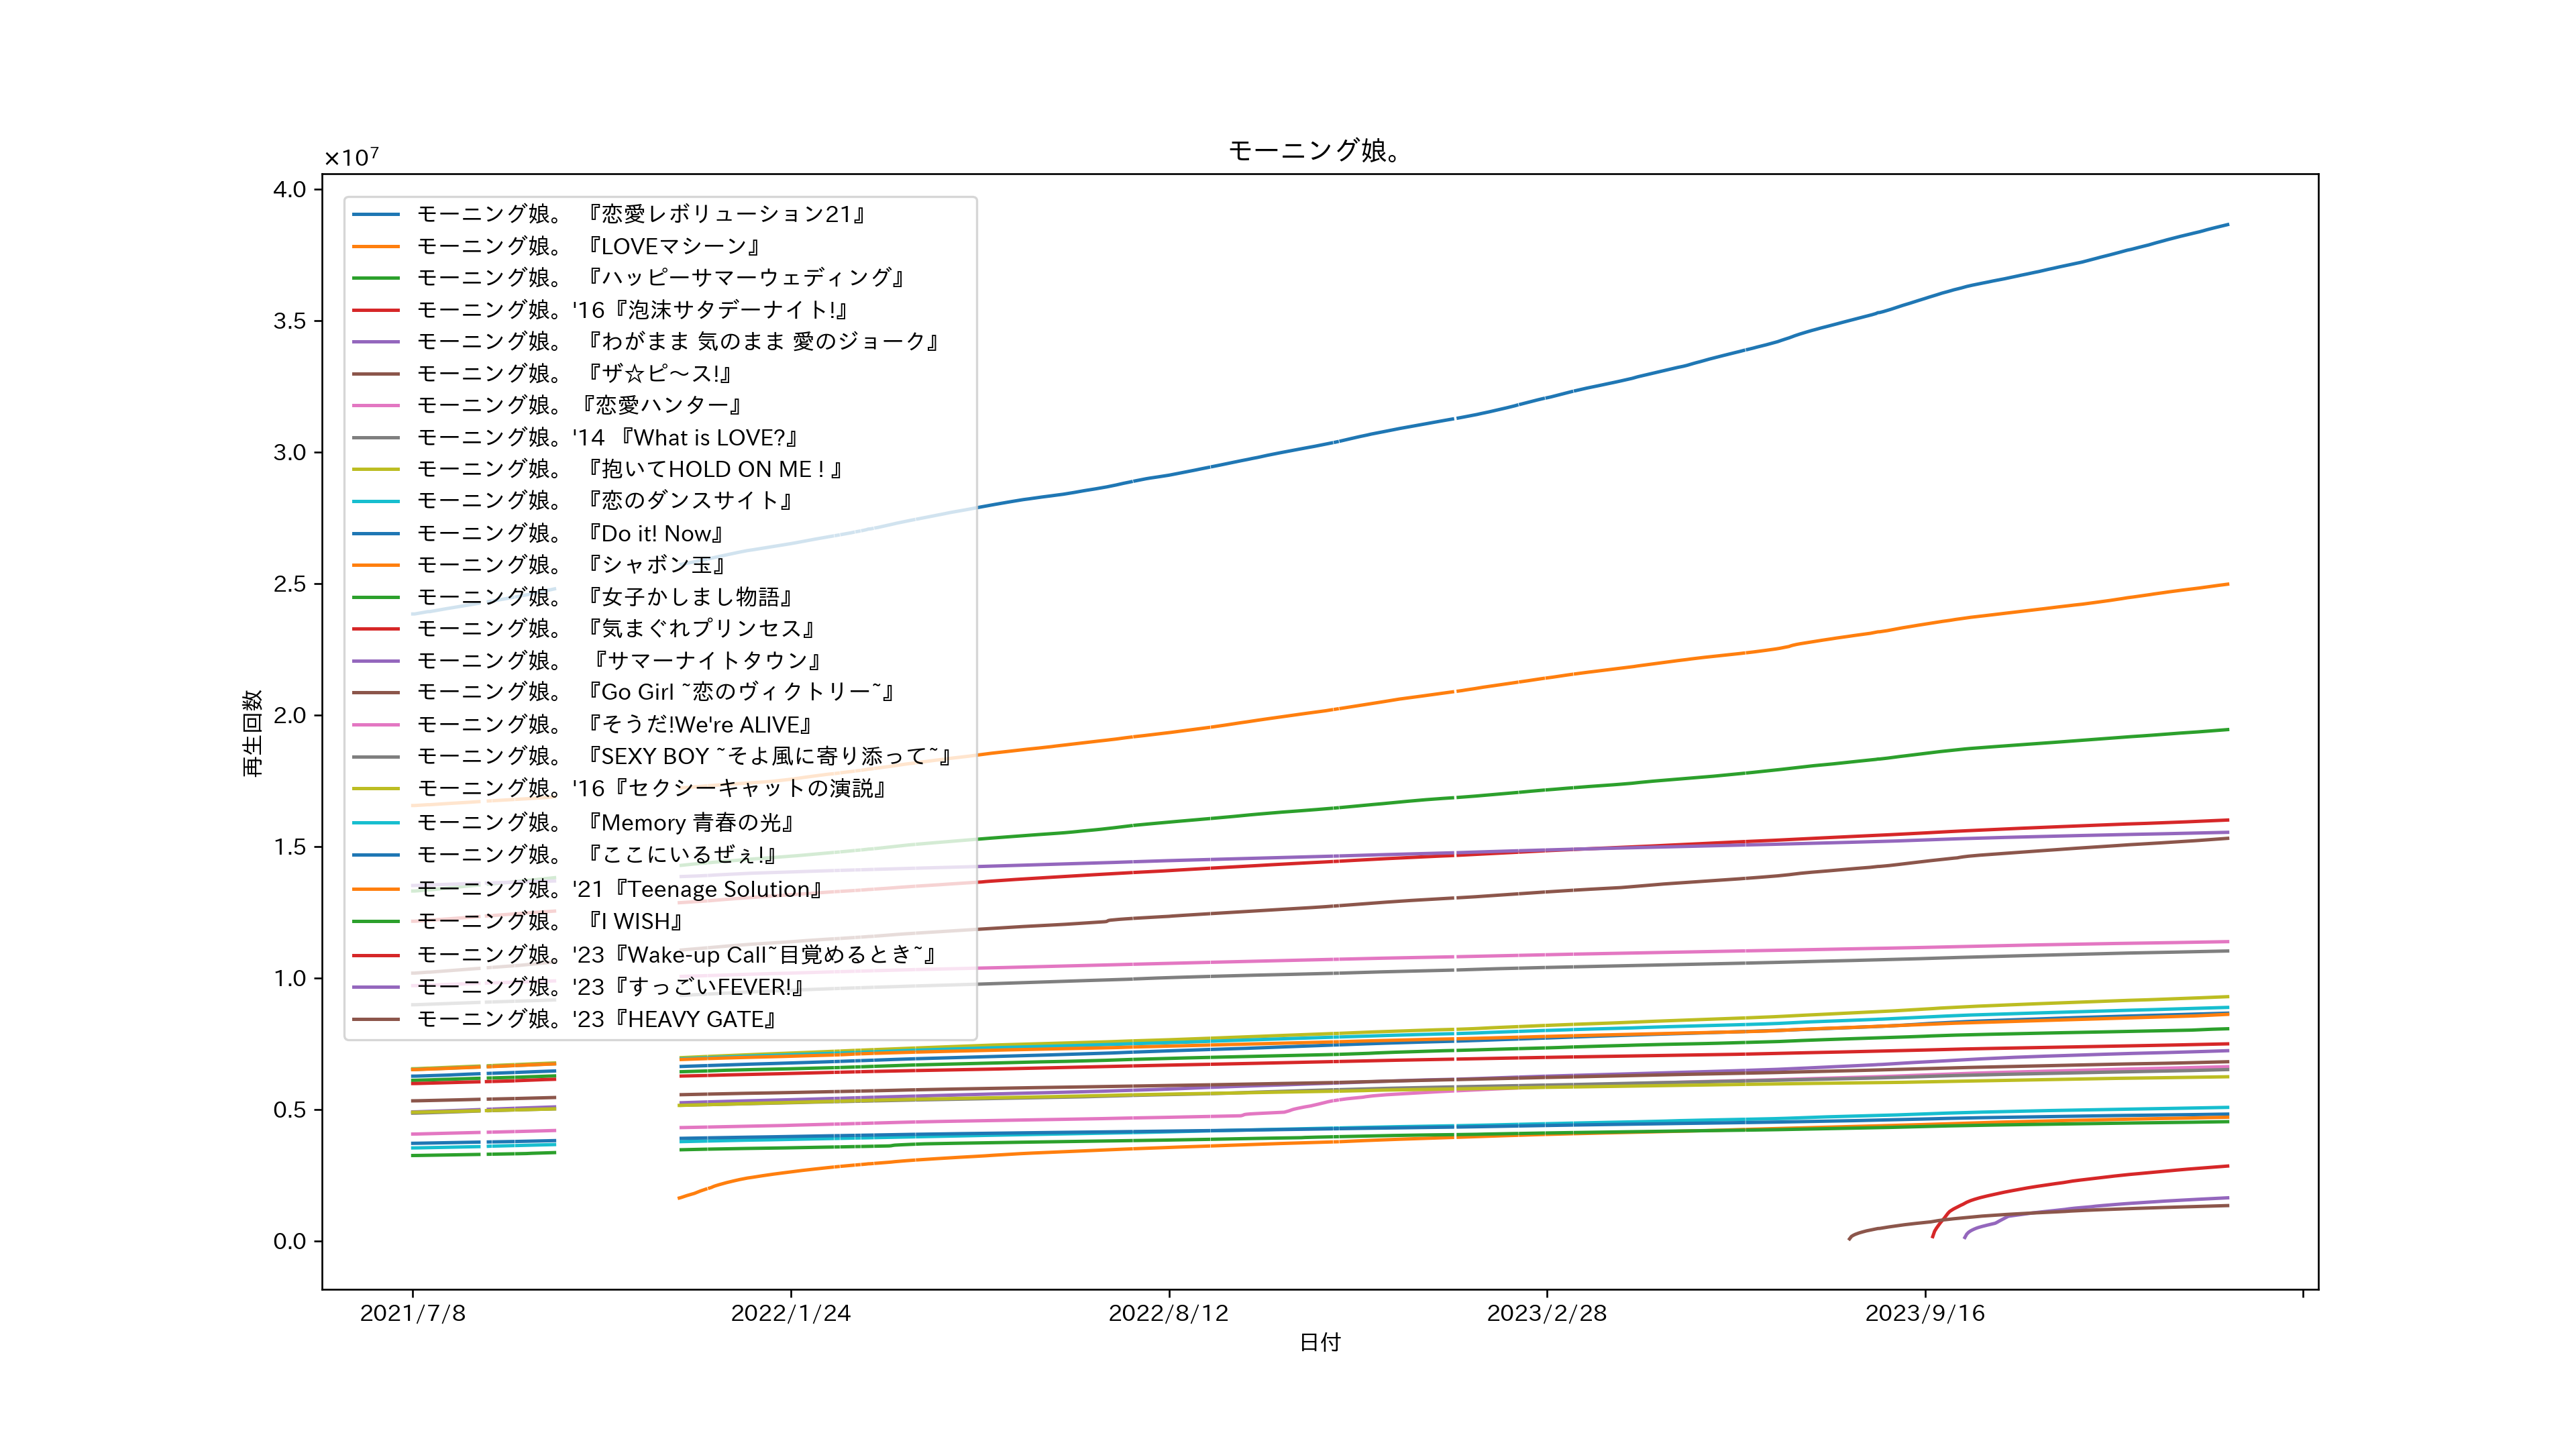 モーニング娘。
×10⁷
4.0
3.5
3.0
2.5
2.0
1.5
1.0
0.5
0.0
再生回数
モーニング娘。 『恋愛レボリューション21』
モーニング娘。 『LOVEマシーン』
モーニング娘。 『ハッピーサマーウェディング』
モーニング娘。'16『泡沫サタデーナイト!』
モーニング娘。 『わがまま 気のまま 愛のジョーク』
モーニング娘。 『ザ☆ピ〜ス!』
モーニング娘。『恋愛ハンター』
モーニング娘。'14 『What is LOVE?』
モーニング娘。 『抱いてHOLD ON ME ! 』
モーニング娘。 『恋のダンスサイト』
モーニング娘。 『Do it! Now』
モーニング娘。 『シャボン玉』
モーニング娘。 『女子かしまし物語』
モーニング娘。 『気まぐれプリンセス』
モーニング娘。 『サマーナイトタウン』
モーニング娘。 『Go Girl ~恋のヴィクトリー~』
モーニング娘。 『そうだ!We're ALIVE』
モーニング娘。 『SEXY BOY ~そよ風に寄り添って~』
モーニング娘。'16『セクシーキャットの演説』
モーニング娘。 『Memory 青春の光』
モーニング娘。 『ここにいるぜぇ!』
モーニング娘。'21『Teenage Solution』
モーニング娘。 『I WISH』
モーニング娘。'23『Wake-up Call~目覚めるとき~』
モーニング娘。'23『すっごいFEVER!』
モーニング娘。'23『HEAVY GATE』
2021/7/8
2022/1/24
2022/8/12
2023/2/28
2023/9/16
日付